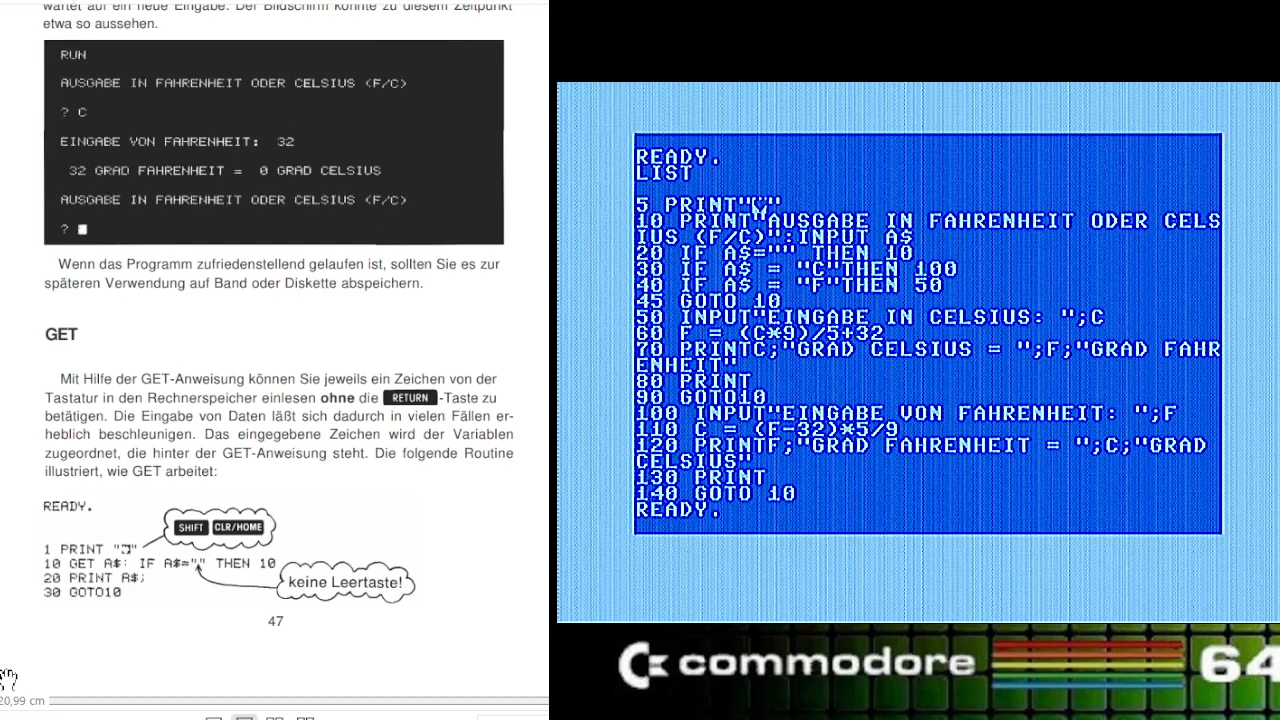 wartet auf ein neue Eingabe. Der Bildschirm könnte zu diesem Zeitpunkt
etwa so aussehen.
RUN
AUSGABE IN FAHRENHEIT ODER CELSIUS (F/C)
? C
EINGABE VON FAHRENHEIT: 32
32 GRAD FAHRENHEIT = 0 GRAD CELSIUS
AUSGABE IN FAHRENHEIT ODER CELSIUS (F/C)
?
Wenn das Programm zufriedenstellend gelaufen ist, sollten Sie es zur
späteren Verwendung auf Band oder Diskette abspeichern.
GET
Mit Hilfe der GET-Anweisung können Sie jeweils ein Zeichen von der
Tastatur in den Rechnerspeicher einlesen ohne die RETURN -Taste zu
betätigen. Die Eingabe von Daten läßt sich dadurch in vielen Fällen er-
heblich beschleunigen. Das eingegebene Zeichen wird der Variablen
zugeordnet, die hinter der GET-Anweisung steht. Die folgende Routine
illustriert, wie GET arbeitet:
READY.
SHIFT CLR/HOME
1 PRINT "❤"
10 GET A$: IF A$="" THEN 10
20 PRINT A$;
30 GOTO10
keine Leertaste!
47
20,99 cm
READY.
LIST
5 PRINT"❤"
10 PRINT"AUSGABE IN FAHRENHEIT ODER CELS
IUS (F/C)":INPUT A$
20 IF A$="" THEN 10
30 IF A$ = "C"THEN 100
40 IF A$ = "F"THEN 50
45 GOTO 10
50 INPUT"EINGABE IN CELSIUS: ";C
60 F = (C*9)/5+32
70 PRINTC;"GRAD CELSIUS = ";F;"GRAD FAHR
ENHEIT"
80 PRINT
90 GOTO10
100 INPUT"EINGABE VON FAHRENHEIT: ";F
110 C = (F-32)*5/9
120 PRINTF;"GRAD FAHRENHEIT = ";C;"GRAD
CELSIUS"
130 PRINT
140 GOTO 10
READY.
commodore 64